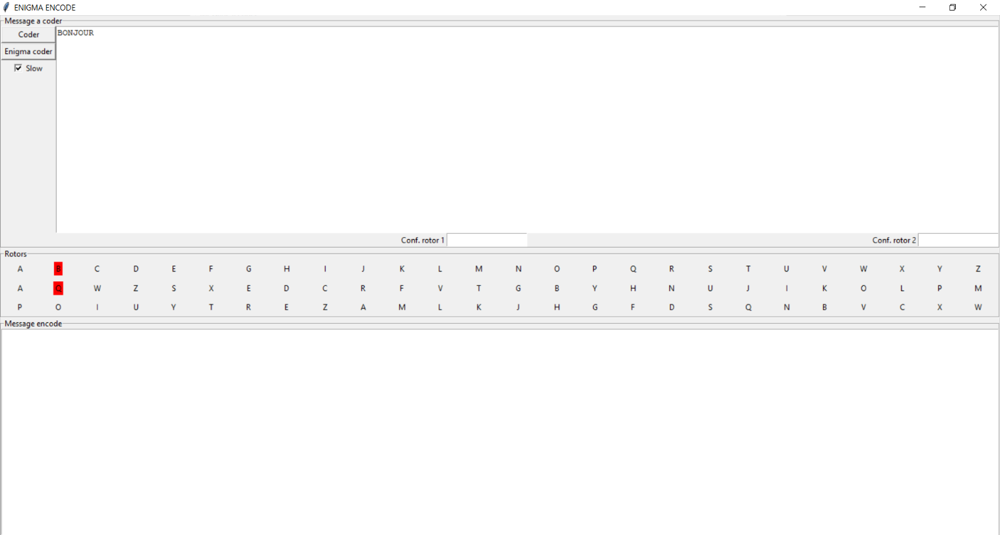 ENIGMA ENCODE
Message a coder
Coder
BONJOUR
Enigma coder
Slow
Conf. rotor 1
Conf. rotor 2
Rotors
A B C D E F G H I J K L M N O P Q R S T U V W X Y Z
A Q W Z S X E D C R F V T G B Y H N U J I K O L P M
P O I U Y T R E Z A M L K J H G F D S Q N B V C X W
Message encode